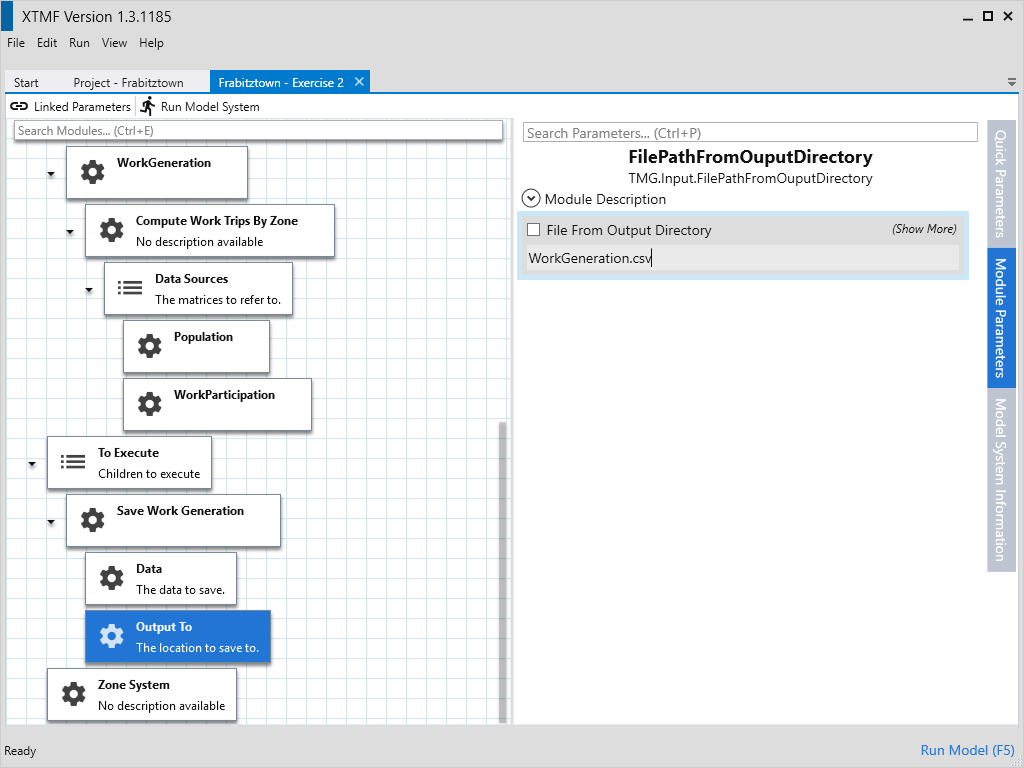 XTMF Version 1.3.1185
File Edit Run View Help
Start Project - Frabitztown Frabitztown - Exercise 2
Linked Parameters Run Model System
Search Modules... (Ctrl+E)
WorkGeneration
Compute Work Trips By Zone
No description available
Data Sources
The matrices to refer to.
Population
WorkParticipation
To Execute
Children to execute
Save Work Generation
Data
The data to save.
Output To
The location to save to.
Zone System
No description available
Search Parameters... (Ctrl+P)
FilePathFromOuputDirectory
TMG.Input.FilePathFromOuputDirectory
Module Description
File From Output Directory (Show More)
WorkGeneration.csv
Quick Parameters
Module Parameters
Model System Information
Ready
Run Model (F5)